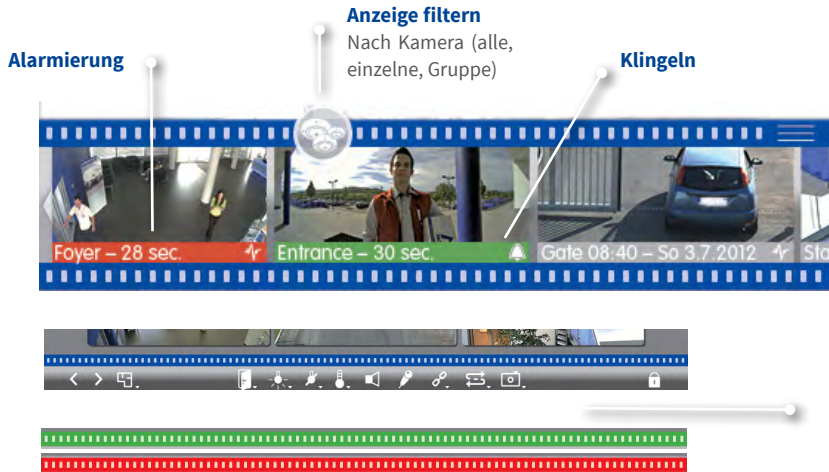 Anzeige filtern
Nach Kamera (alle,
einzelne, Gruppe)
Alarmierung
Klingeln
Foyer – 28 sec.
Entrance – 30 sec.
Gate 08:40 – So 3.7.2012
Sta